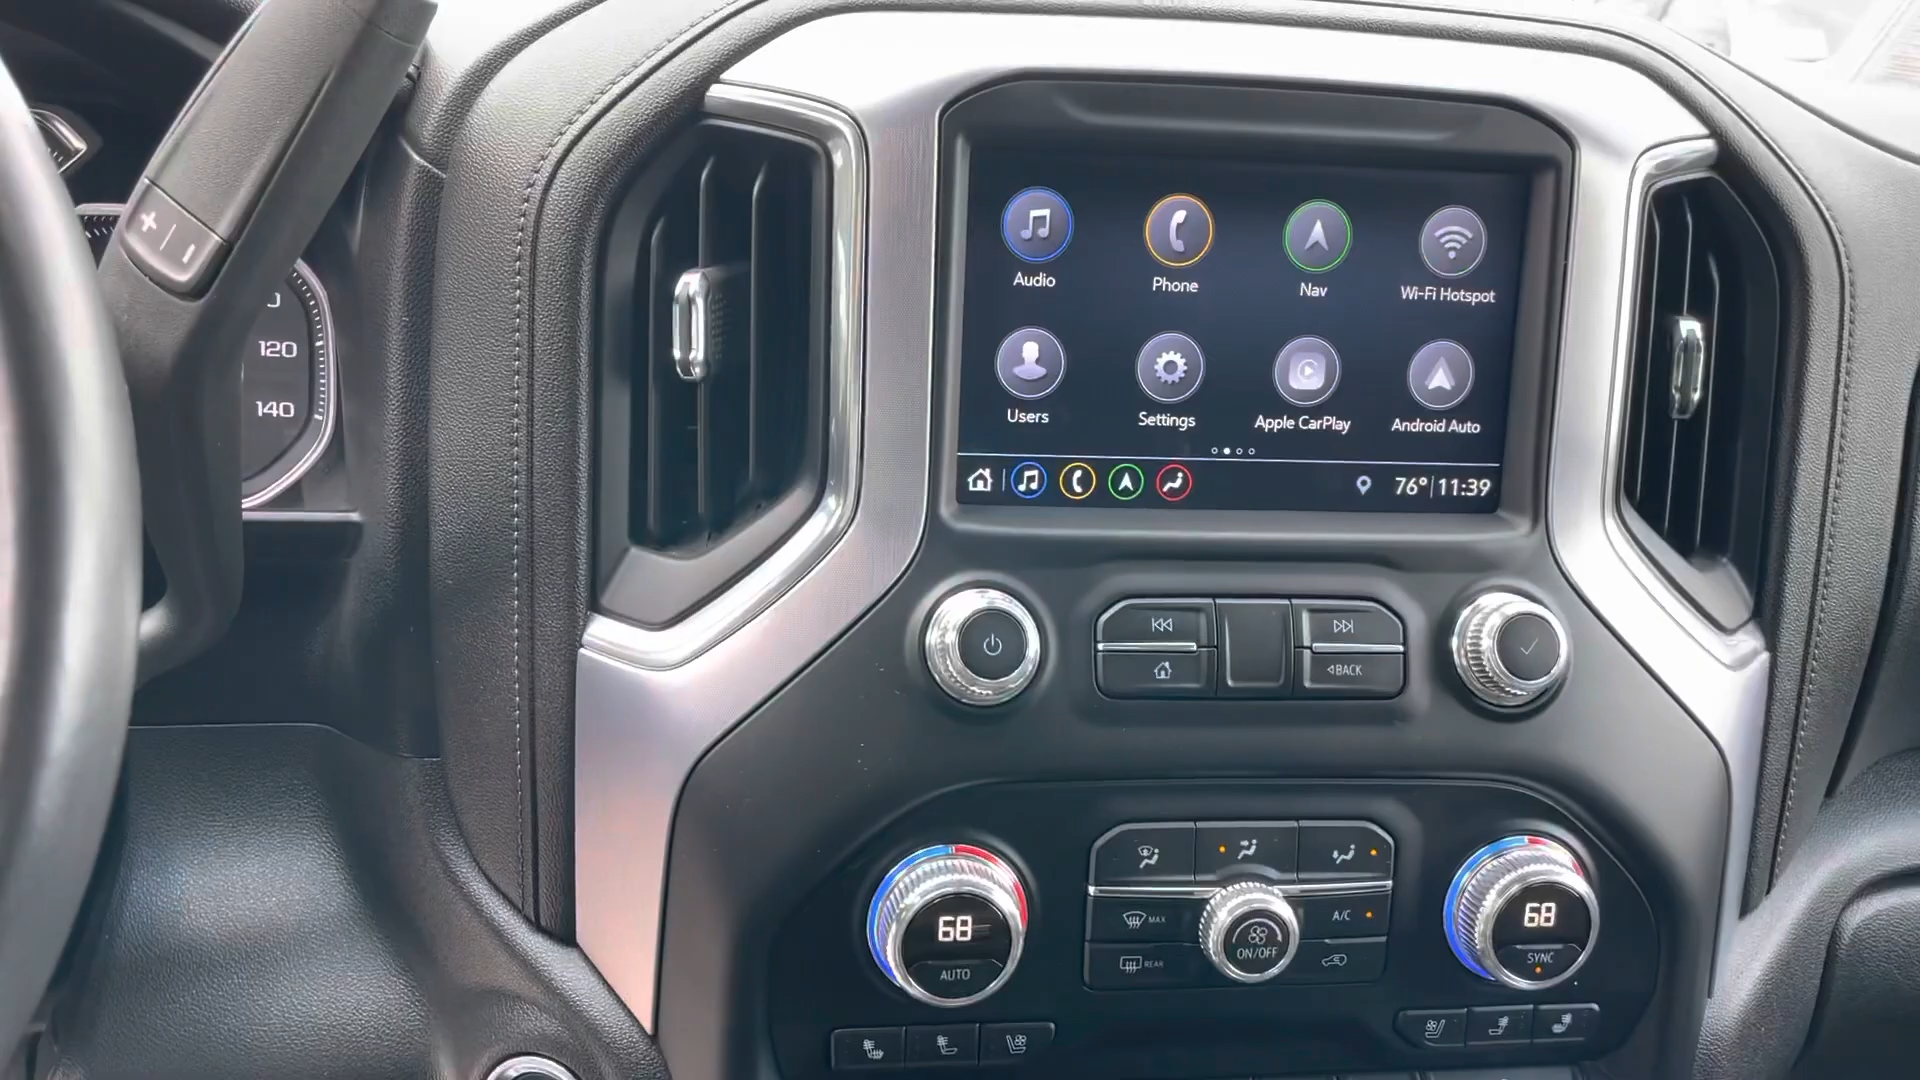 + | -
120
140
Audio
Phone
Nav
Wi-Fi Hotspot
Users
Settings
Apple CarPlay
Android Auto
76° 11:39
◁BACK
68
AUTO
MAX
REAR
A/C
ON/OFF
68
SYNC